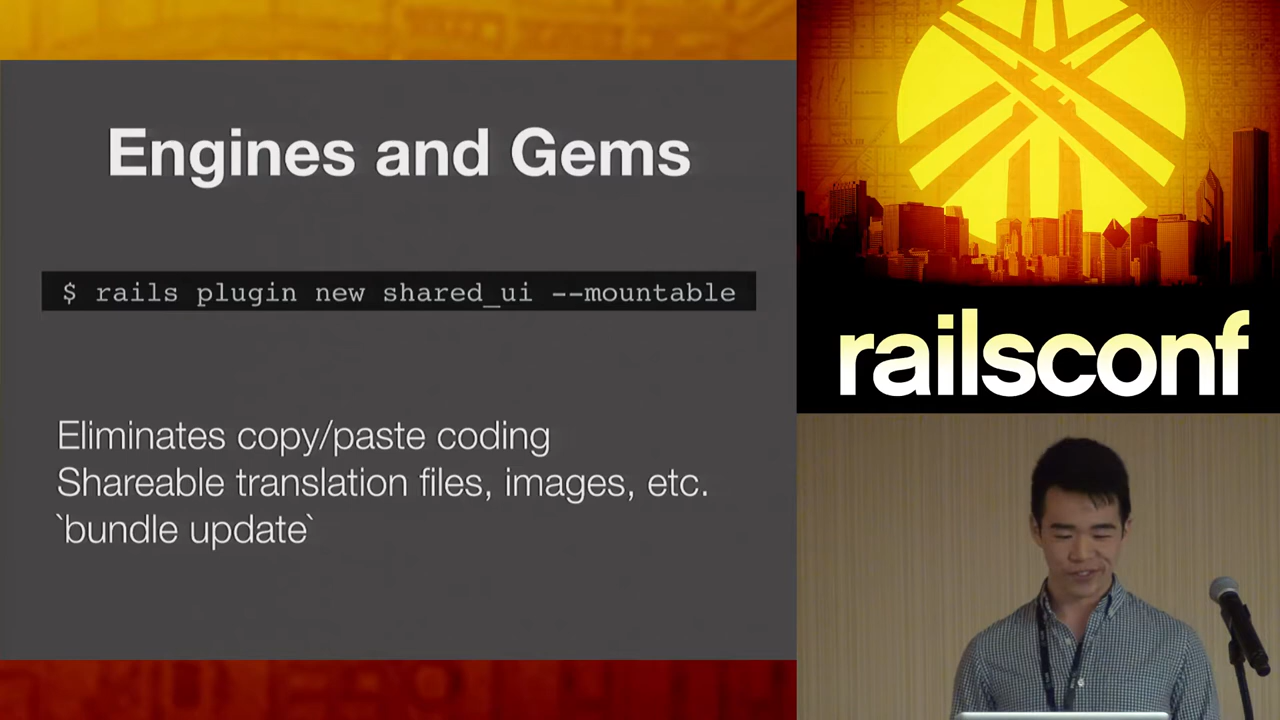 Engines and Gems
$ rails plugin new shared_ui --mountable
Eliminates copy/paste coding
Shareable translation files, images, etc.
`bundle update`
railsconf